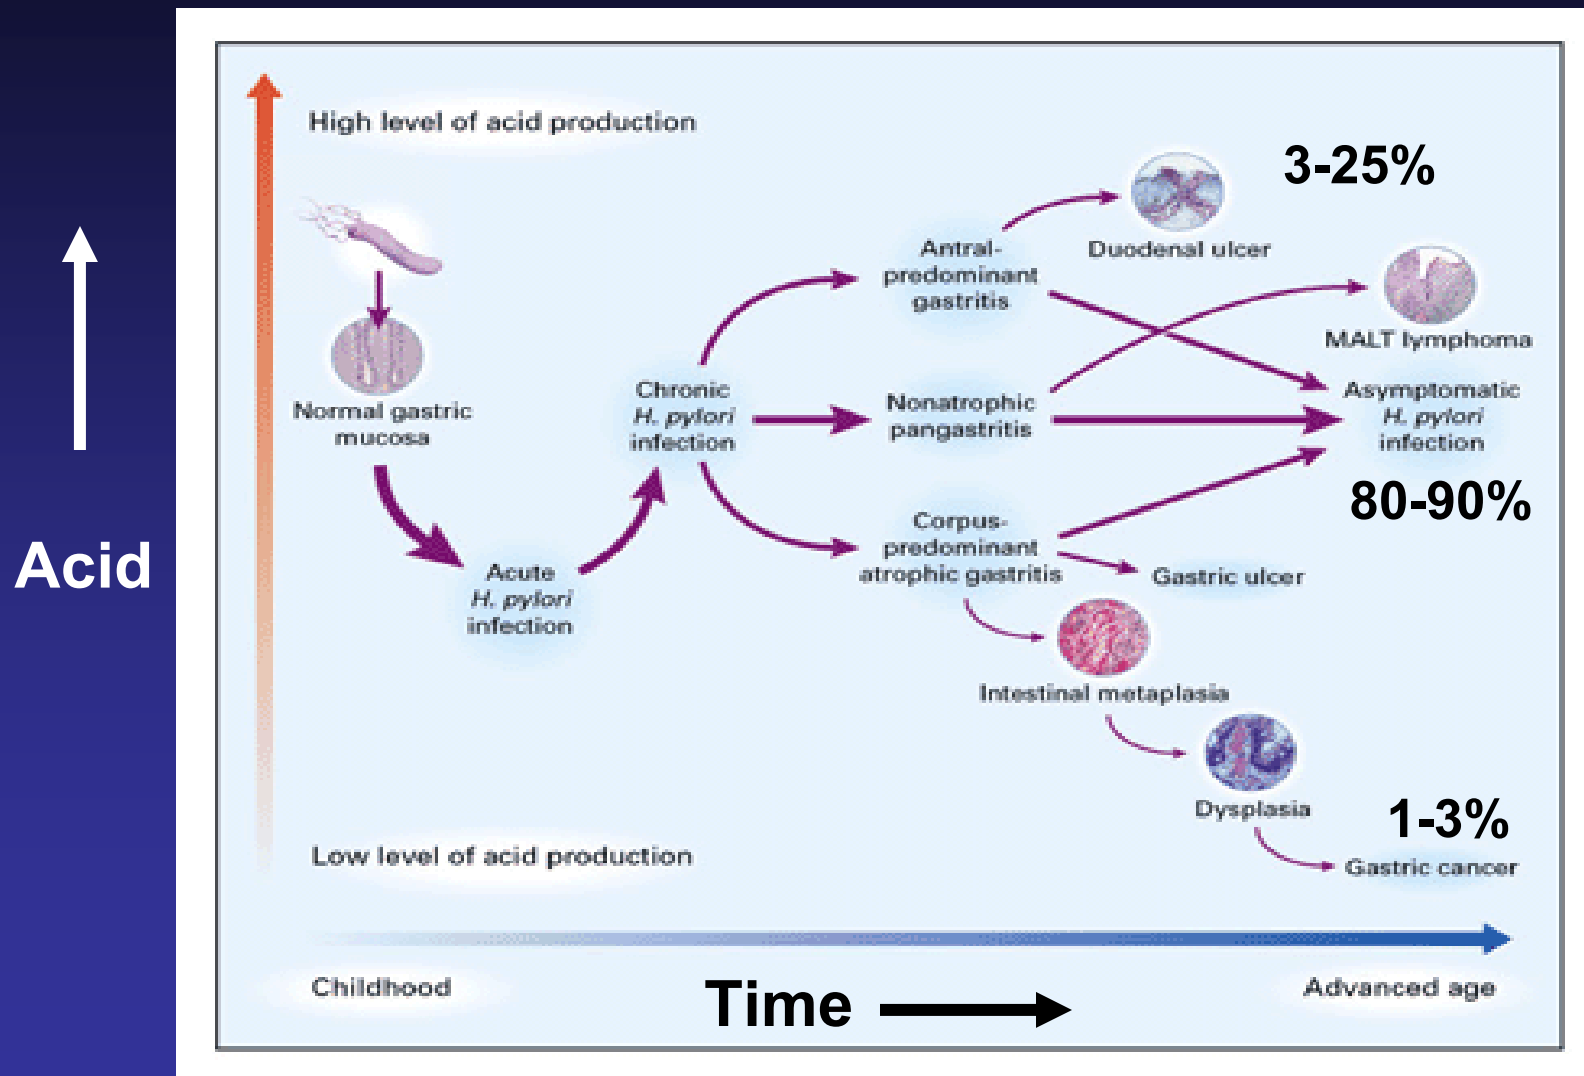 High level of acid production
3-25%
Duodenal ulcer
Antral-
predominant
gastritis
MALT lymphoma
Normal gastric
mucosa
Chronic
H. pylori
infection
Nonatrophic
pangastritis
Asymptomatic
H. pylori
infection
80-90%
Acid
Acute
H. pylori
infection
Corpus-
predominant
atrophic gastritis
Gastric ulcer
Intestinal metaplasia
Dysplasia
1-3%
Gastric cancer
Low level of acid production
Childhood
Time
Advanced age